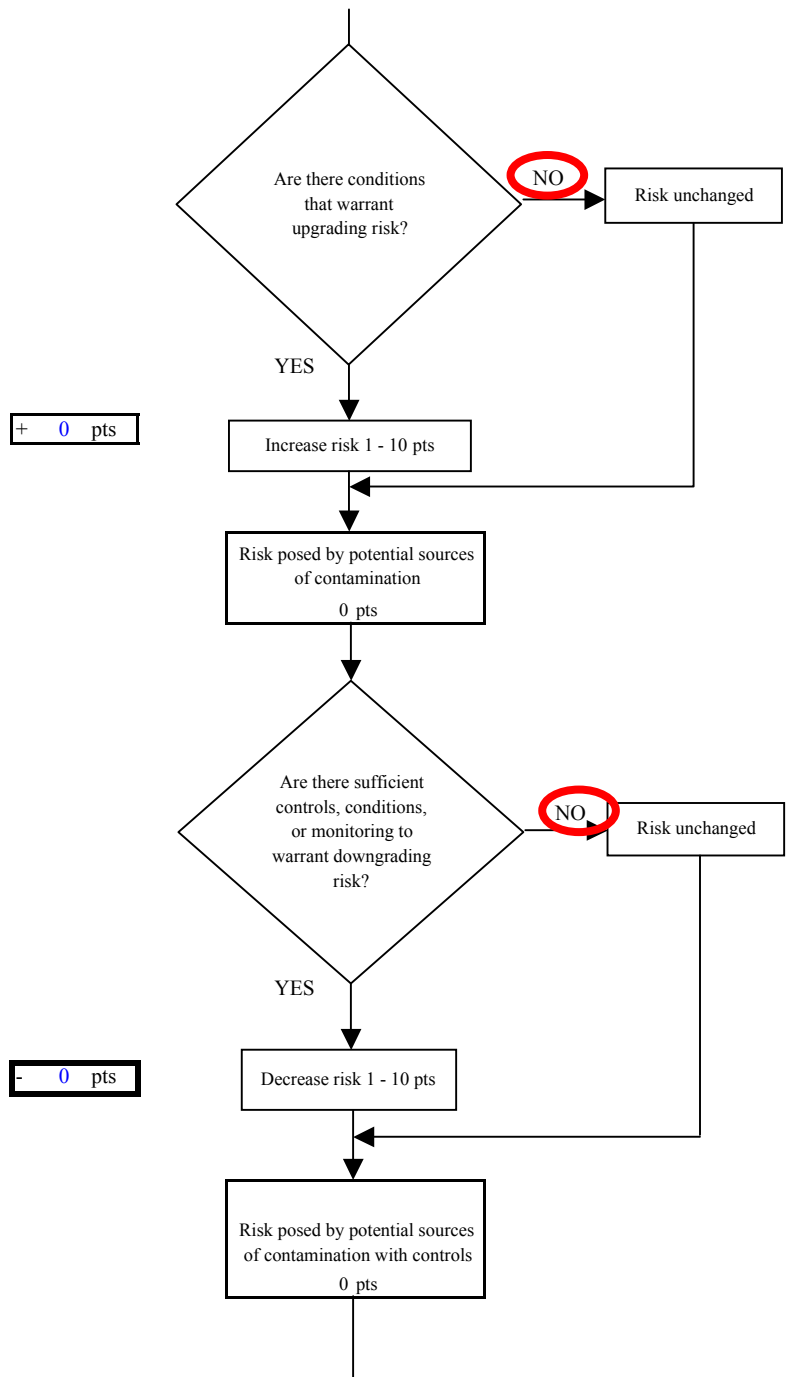 Are there conditions
that warrant
upgrading risk?
NO
Risk unchanged
YES
+ 0 pts
Increase risk 1 - 10 pts
Risk posed by potential sources
of contamination
0 pts
Are there sufficient
controls, conditions,
or monitoring to
warrant downgrading
risk?
NO
Risk unchanged
YES
- 0 pts
Decrease risk 1 - 10 pts
Risk posed by potential sources
of contamination with controls
0 pts